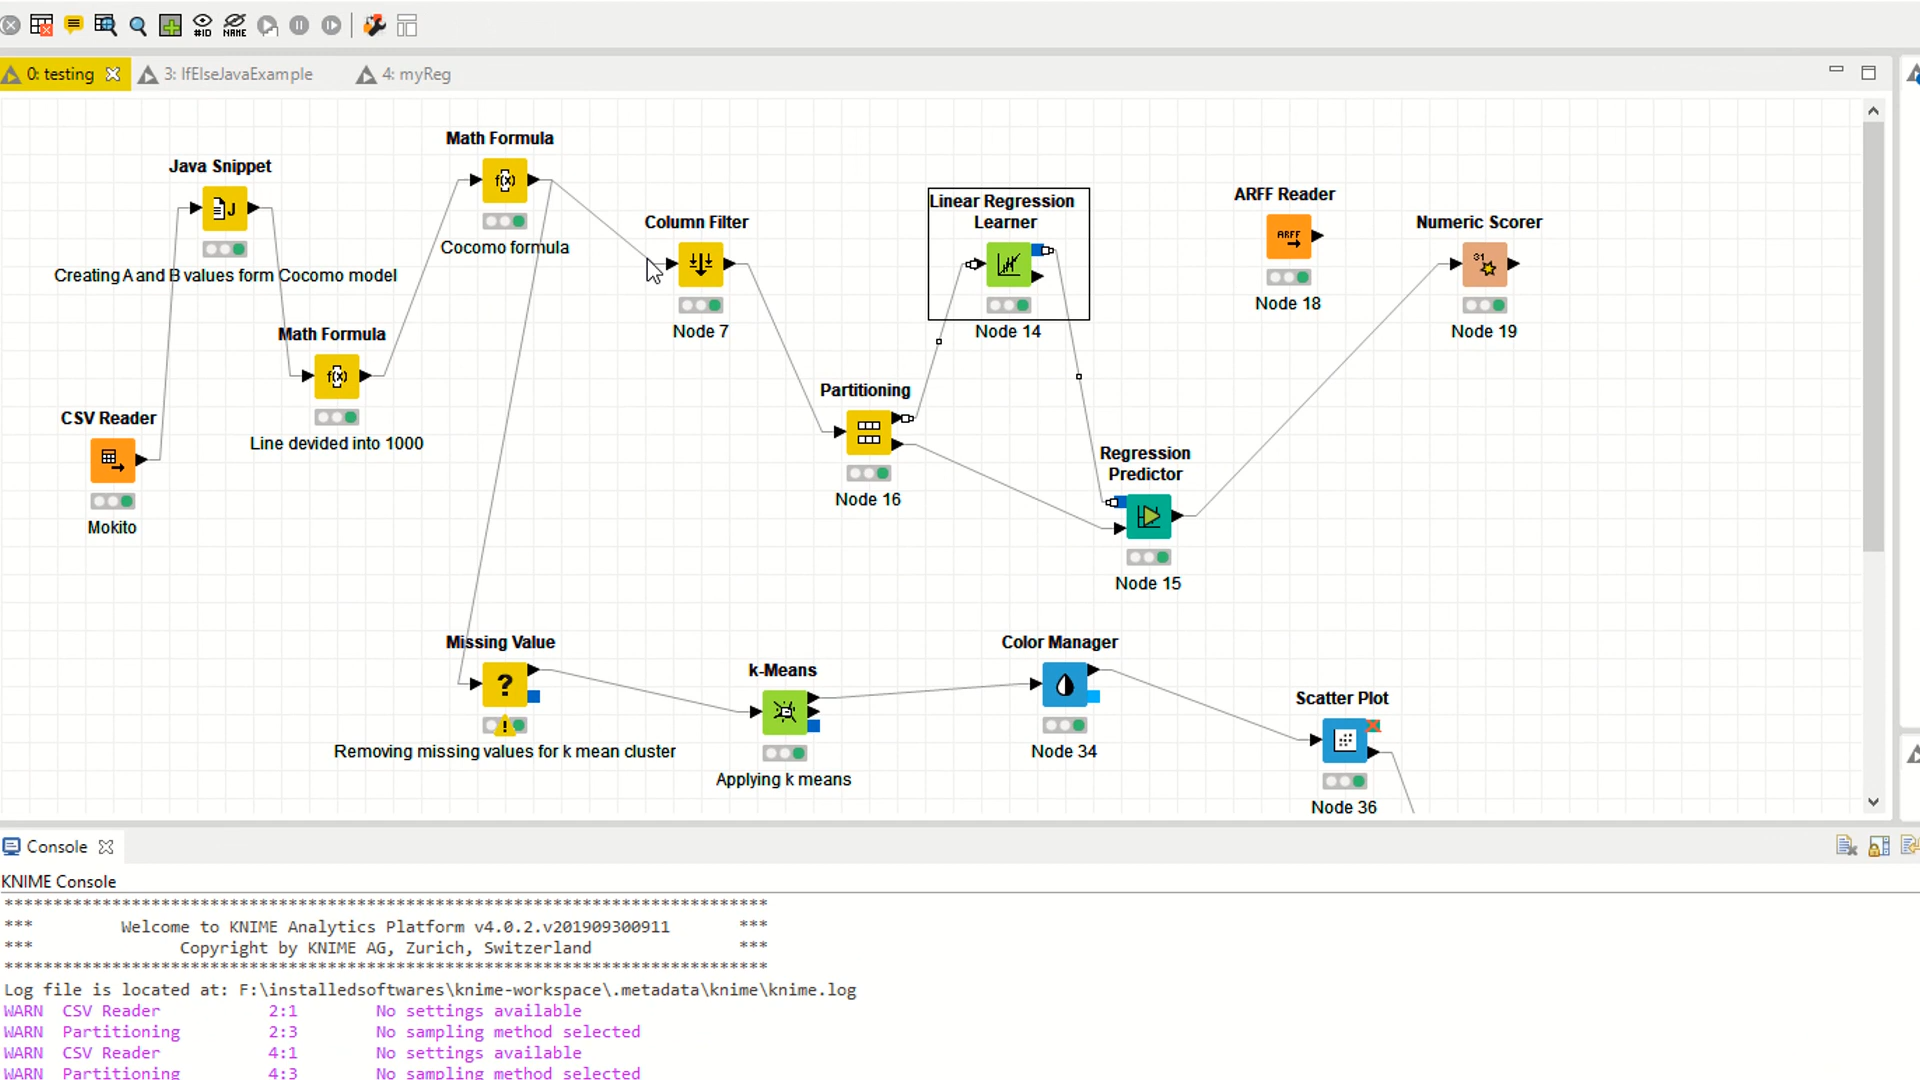 #ID
NAME
0: testing
3: IfElseJavaExample
4: myReg
Math Formula
Java Snippet
f(x)
J
Cocomo formula
Creating A and B values form Cocomo model
Column Filter
Node 7
Linear Regression
Learner
Node 14
ARFF Reader
ARFF
Node 18
Numeric Scorer
31
Node 19
Math Formula
f(x)
Line devided into 1000
CSV Reader
Mokito
Partitioning
Node 16
Regression
Predictor
Node 15
Missing Value
?
Removing missing values for k mean cluster
k-Means
Applying k means
Color Manager
Node 34
Scatter Plot
Node 36
Console
KNIME Console
********************************************************************************
*** Welcome to KNIME Analytics Platform v4.0.2.v201909300911 ***
*** Copyright by KNIME AG, Zurich, Switzerland ***
********************************************************************************
Log file is located at: F:\installedsoftwares\knime-workspace\.metadata\knime\knime.log
WARN CSV Reader 2:1 No settings available
WARN Partitioning 2:3 No sampling method selected
WARN CSV Reader 4:1 No settings available
WARN Partitioning 4:3 No sampling method selected